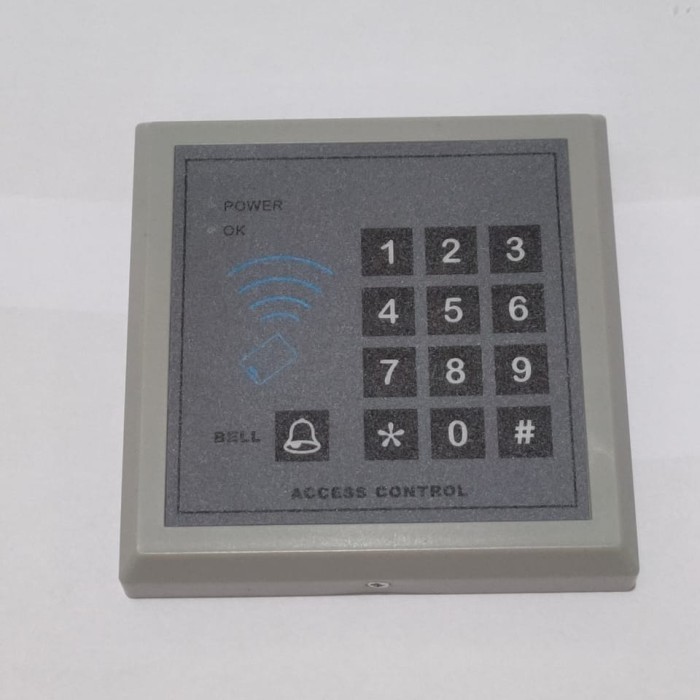 POWER
OK
1 2 3
4 5 6
7 8 9
BELL * 0 #
ACCESS CONTROL